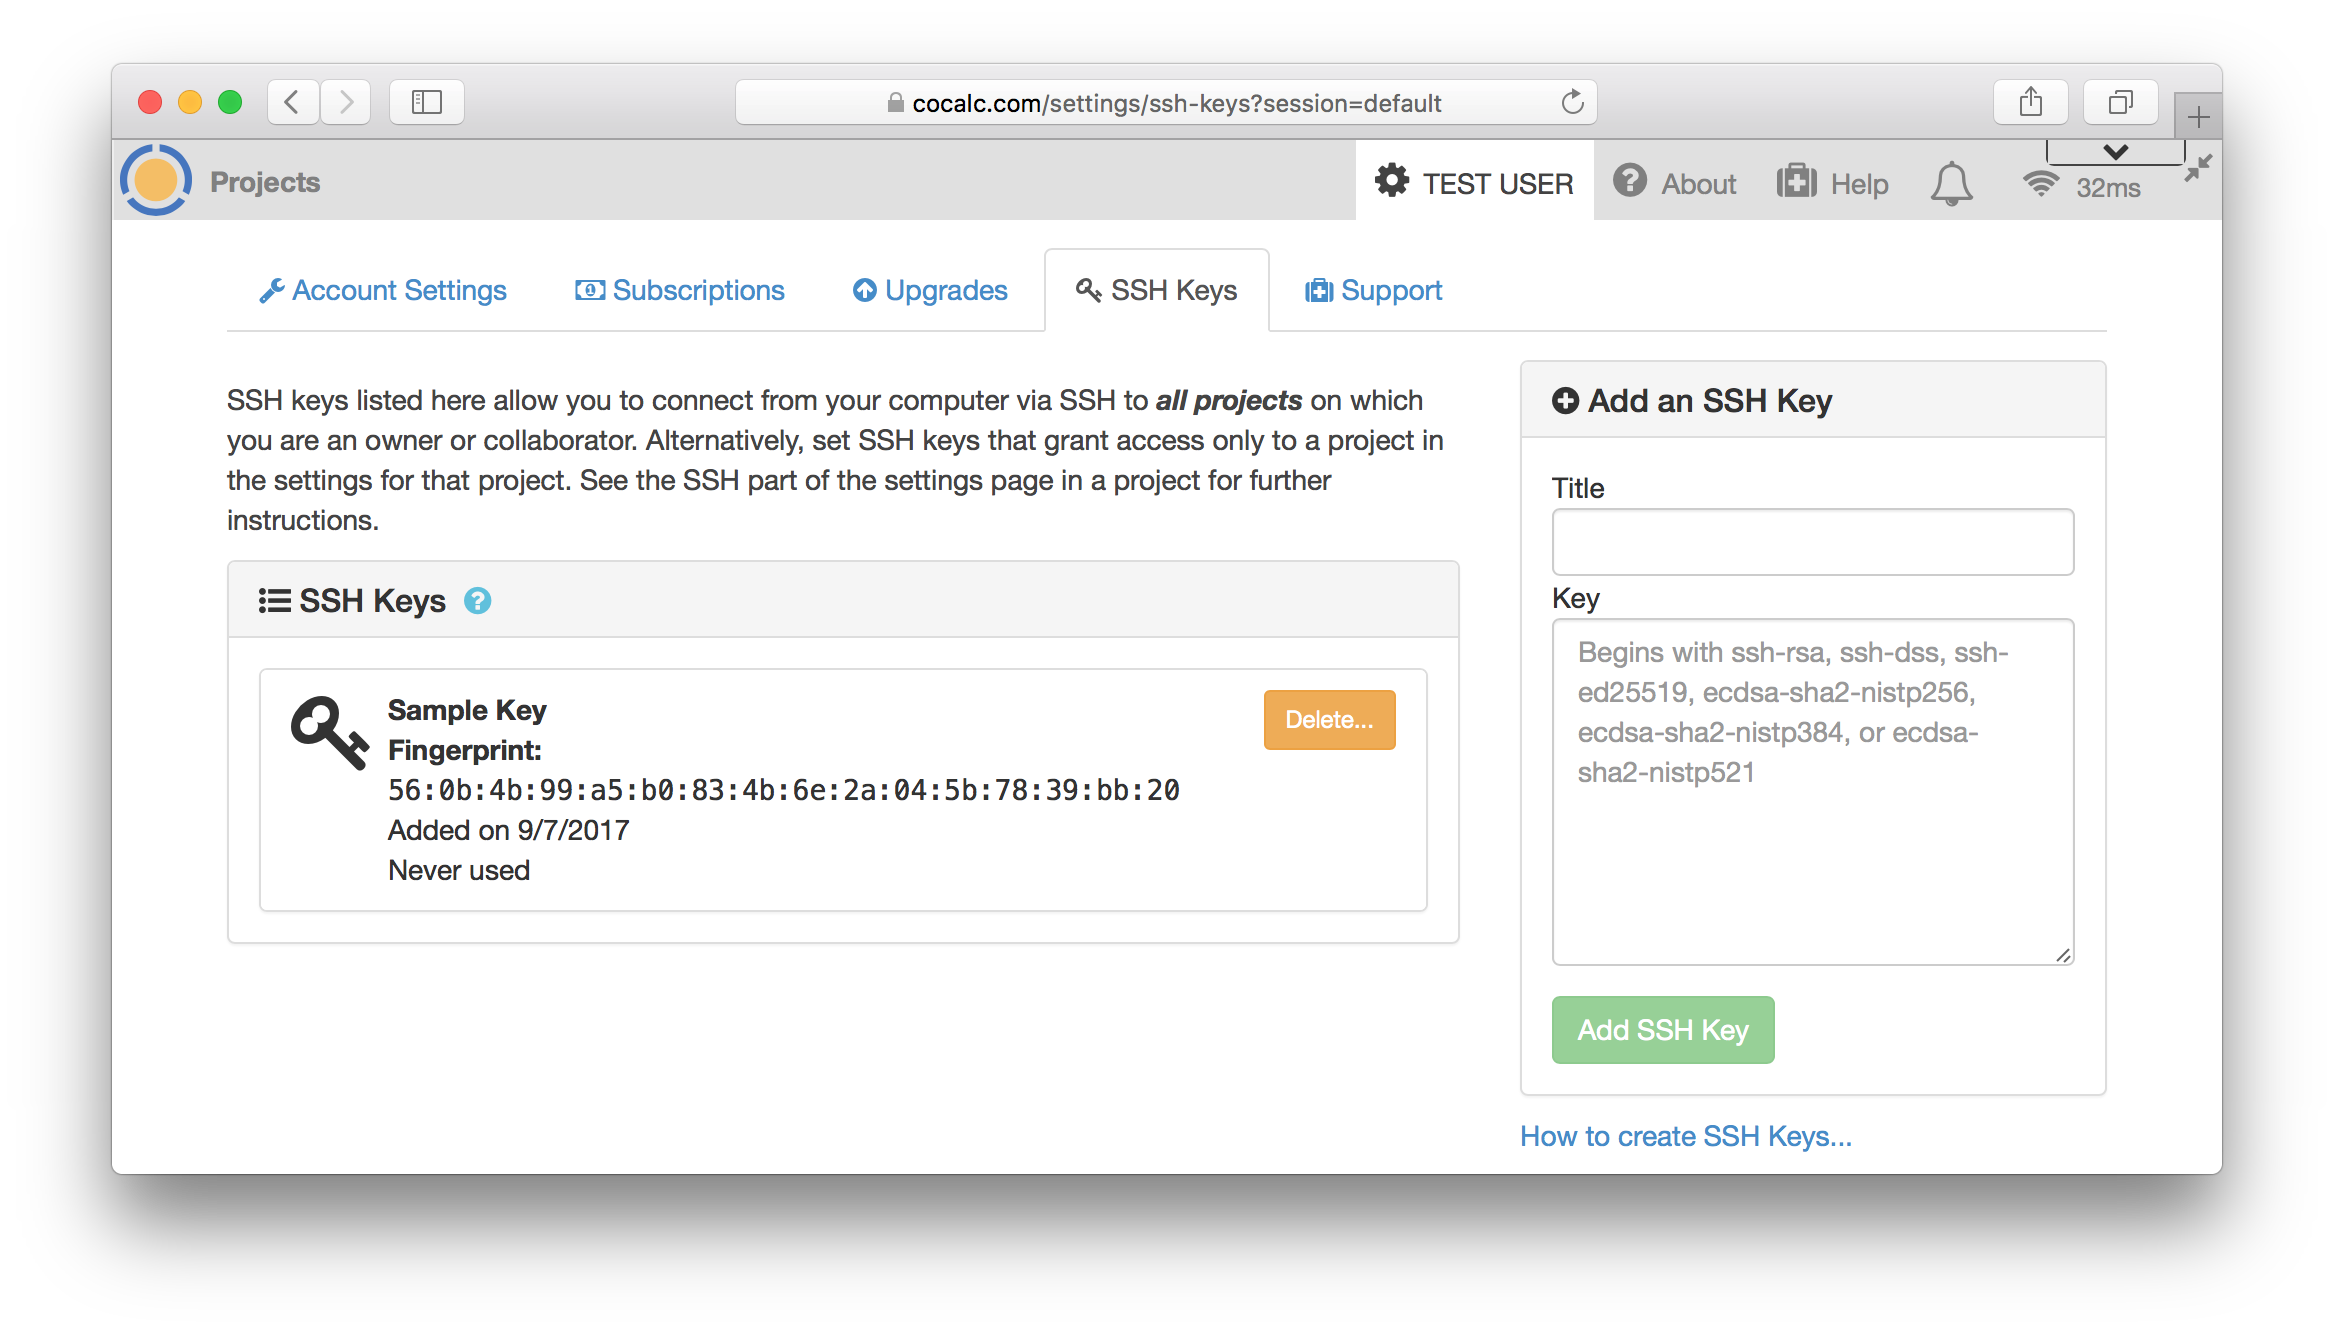 cocalc.com/settings/ssh-keys?session=default
Projects
TEST USER
About
Help
32ms
Account Settings
Subscriptions
Upgrades
SSH Keys
Support
SSH keys listed here allow you to connect from your computer via SSH to all projects on which
you are an owner or collaborator. Alternatively, set SSH keys that grant access only to a project in
the settings for that project. See the SSH part of the settings page in a project for further
instructions.
SSH Keys
Sample Key
Delete...
Fingerprint:
56:0b:4b:99:a5:b0:83:4b:6e:2a:04:5b:78:39:bb:20
Added on 9/7/2017
Never used
Add an SSH Key
Title
Key
Begins with ssh-rsa, ssh-dss, ssh-
ed25519, ecdsa-sha2-nistp256,
ecdsa-sha2-nistp384, or ecdsa-
sha2-nistp521
Add SSH Key
How to create SSH Keys...